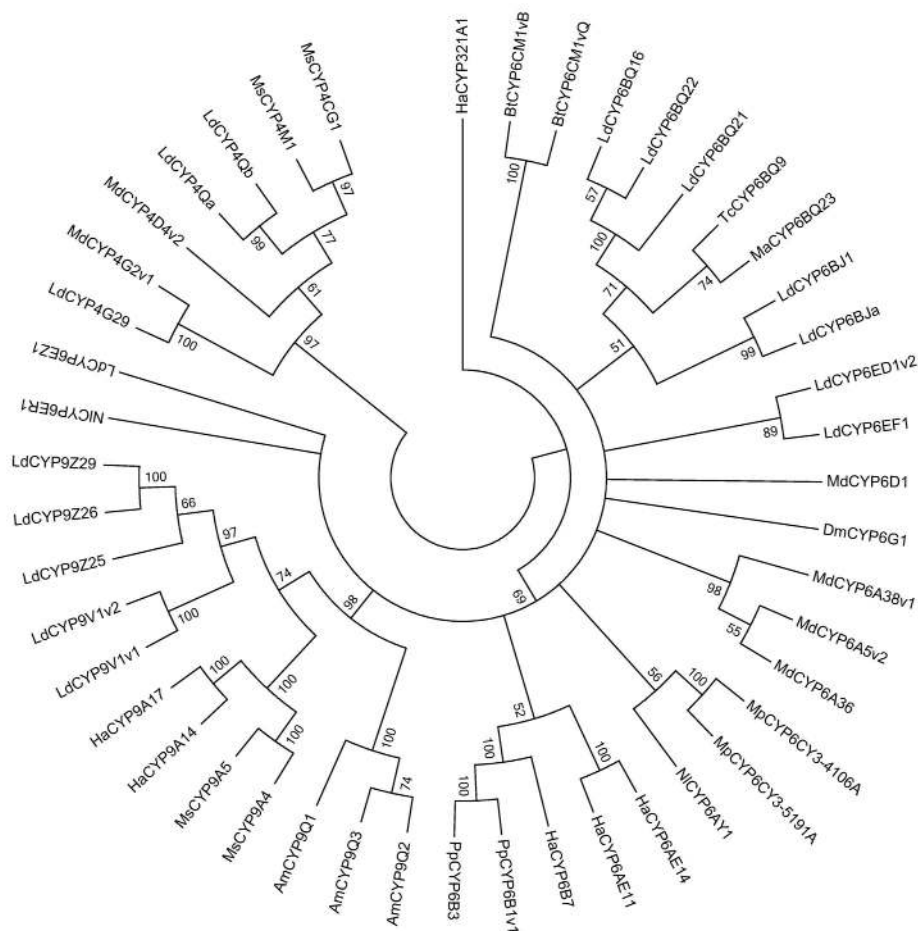 HaCYP321A1
BtCYP6CM1vB
BtCYP6CM1vQ
100
LdCYP6BQ16
LdCYP6BQ22
57
LdCYP6BQ21
100
TcCYP6BQ9
MaCYP6BQ23
74
71
LdCYP6BJ1
LdCYP6BJa
99
51
LdCYP6ED1v2
LdCYP6EF1
89
MdCYP6D1
DmCYP6G1
MdCYP6A38v1
98
MdCYP6A5v2
MdCYP6A36
55
MpCYP6CY3-4106A
MpCYP6CY3-5191A
100
56
NlCYP6AY1
HaCYP6AE14
HaCYP6AE11
100
52
HaCYP6B7
PpCYP6B1v1
PpCYP6B3
100
100
69
AmCYP9Q2
AmCYP9Q3
74
AmCYP9Q1
100
98
MsCYP9A4
MsCYP9A5
100
HaCYP9A14
HaCYP9A17
100
100
74
LdCYP9V1v1
LdCYP9V1v2
100
97
LdCYP9Z25
66
LdCYP9Z26
LdCYP9Z29
100
NlCYP6ER1
LdCYP6EZ1
LdCYP4G29
MdCYP4G2v1
100
97
MdCYP4D4v2
61
LdCYP4Qa
LdCYP4Qb
99
77
MsCYP4M1
MsCYP4CG1
97